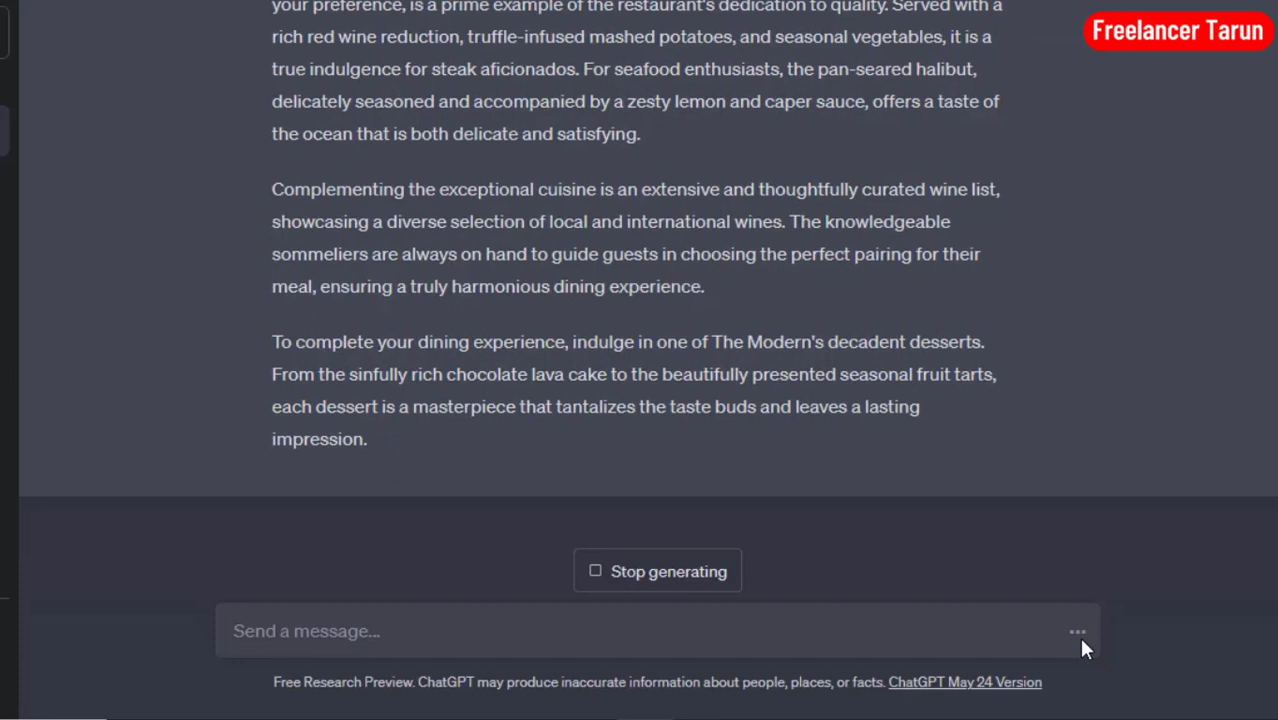 your preference, is a prime example of the restaurant's dedication to quality. Served with a
Freelancer Tarun
rich red wine reduction, truffle-infused mashed potatoes, and seasonal vegetables, it is a
true indulgence for steak aficionados. For seafood enthusiasts, the pan-seared halibut,
delicately seasoned and accompanied by a zesty lemon and caper sauce, offers a taste of
the ocean that is both delicate and satisfying.
Complementing the exceptional cuisine is an extensive and thoughtfully curated wine list,
showcasing a diverse selection of local and international wines. The knowledgeable
sommeliers are always on hand to guide guests in choosing the perfect pairing for their
meal, ensuring a truly harmonious dining experience.
To complete your dining experience, indulge in one of The Modern's decadent desserts.
From the sinfully rich chocolate lava cake to the beautifully presented seasonal fruit tarts,
each dessert is a masterpiece that tantalizes the taste buds and leaves a lasting
impression.
Stop generating
Send a message...
Free Research Preview. ChatGPT may produce inaccurate information about people, places, or facts. ChatGPT May 24 Version